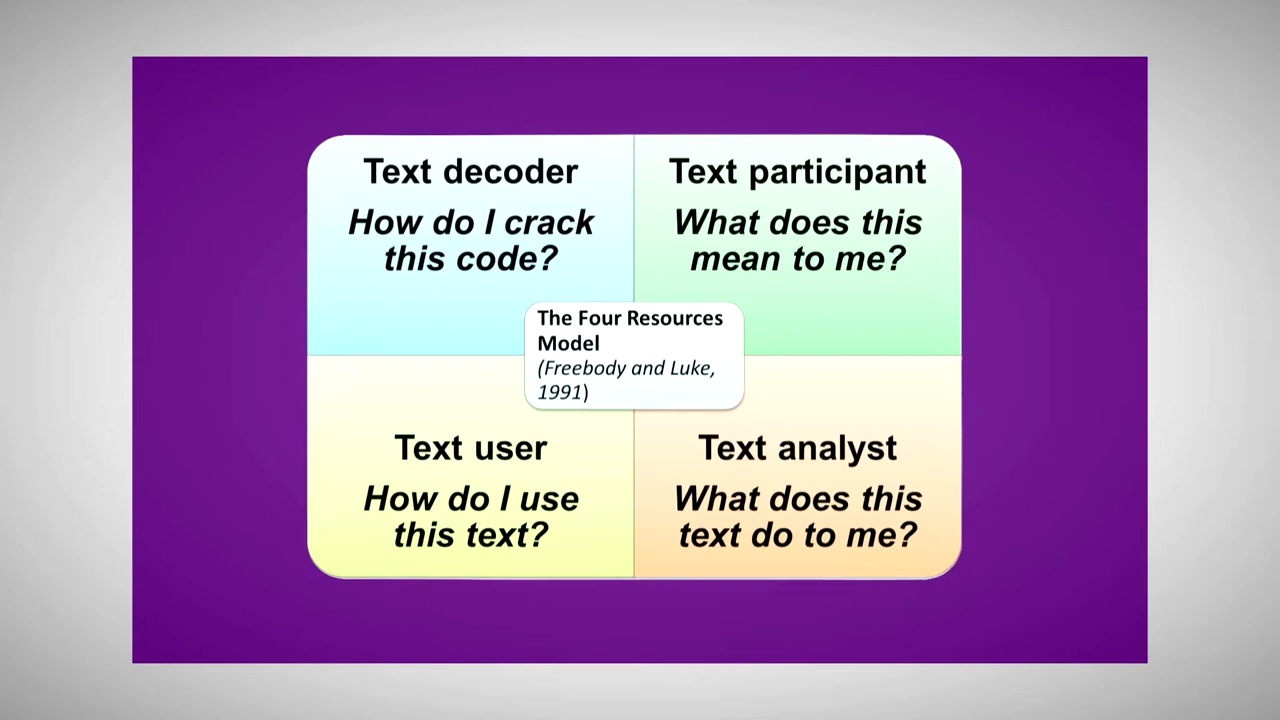 Text decoder
How do I crack
this code?
Text participant
What does this
mean to me?
The Four Resources
Model
(Freebody and Luke,
1991)
Text user
How do I use
this text?
Text analyst
What does this
text do to me?